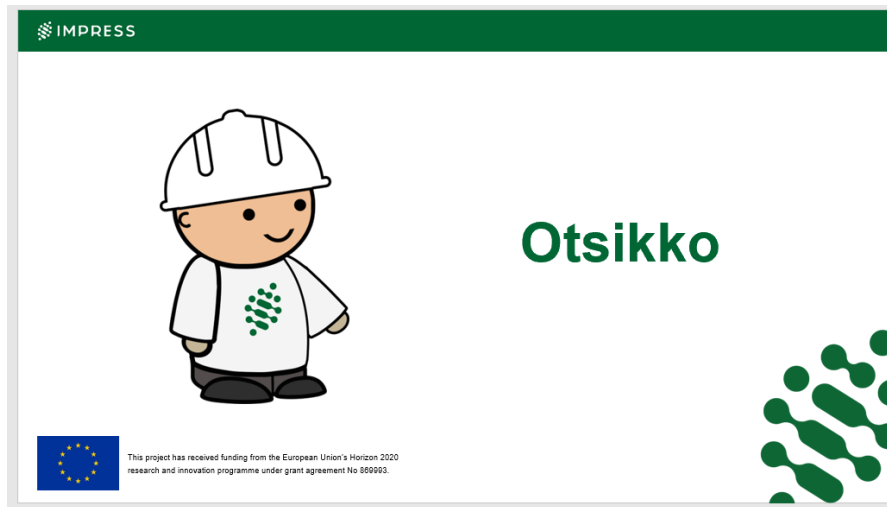 IMPRESS
Otsikko
This project has received funding from the European Union's Horizon 2020
research and innovation programme under grant agreement No 869993.